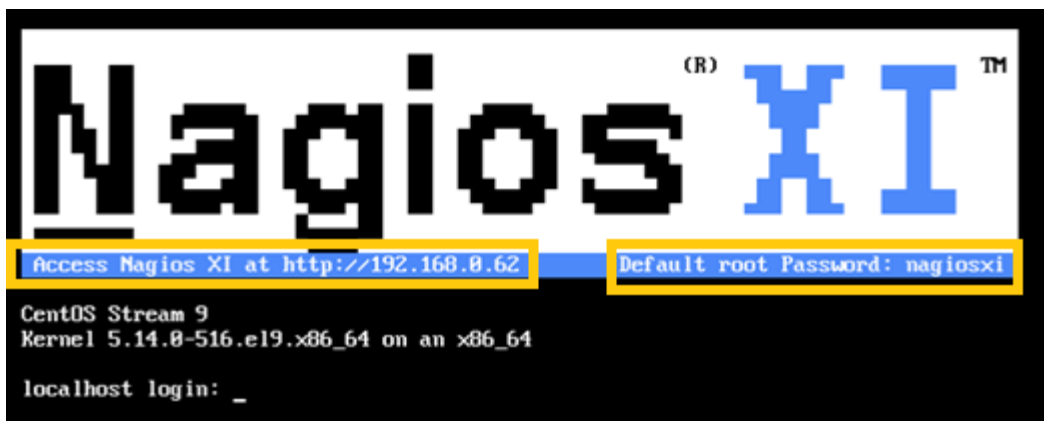 Nagios (R) XI TM
Access Nagios XI at http://192.168.0.62 Default root Password: nagiosxi
CentOS Stream 9
Kernel 5.14.0-516.el9.x86_64 on an x86_64
localhost login: _